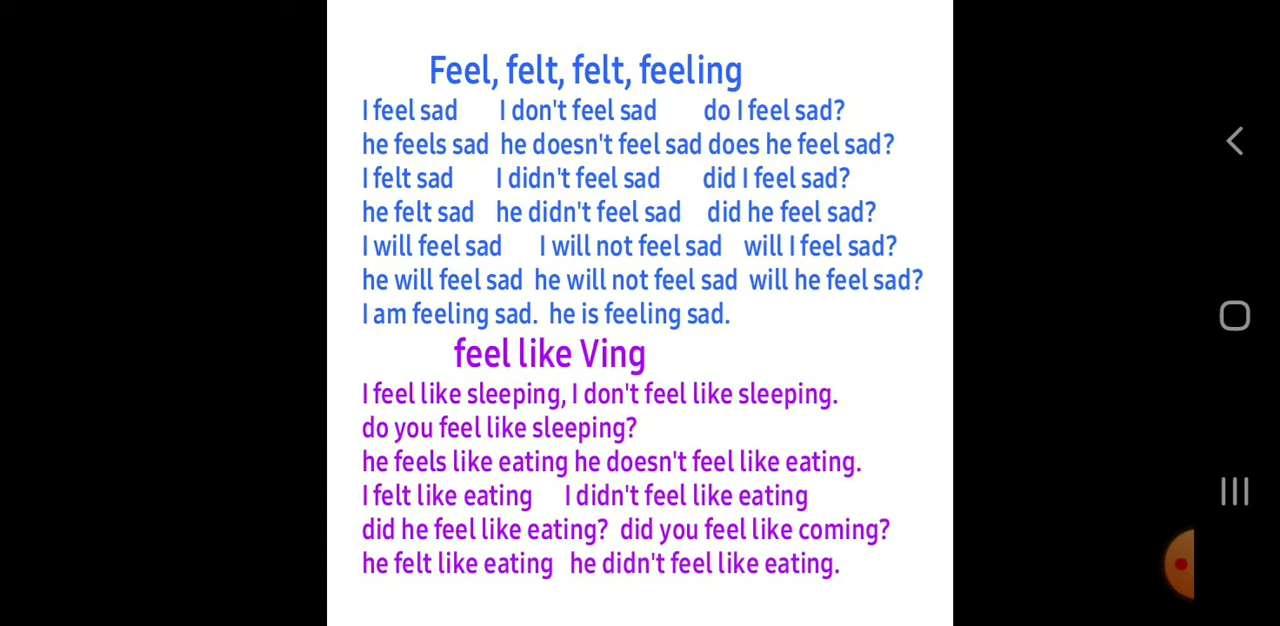 Feel, felt, felt, feeling
I feel sad I don't feel sad do I feel sad?
he feels sad he doesn't feel sad does he feel sad?
I felt sad I didn't feel sad did I feel sad?
he felt sad he didn't feel sad did he feel sad?
I will feel sad I will not feel sad will I feel sad?
he will feel sad he will not feel sad will he feel sad?
I am feeling sad. he is feeling sad.
feel like Ving
I feel like sleeping, I don't feel like sleeping.
do you feel like sleeping?
he feels like eating he doesn't feel like eating.
I felt like eating I didn't feel like eating
did he feel like eating? did you feel like coming?
he felt like eating he didn't feel like eating.